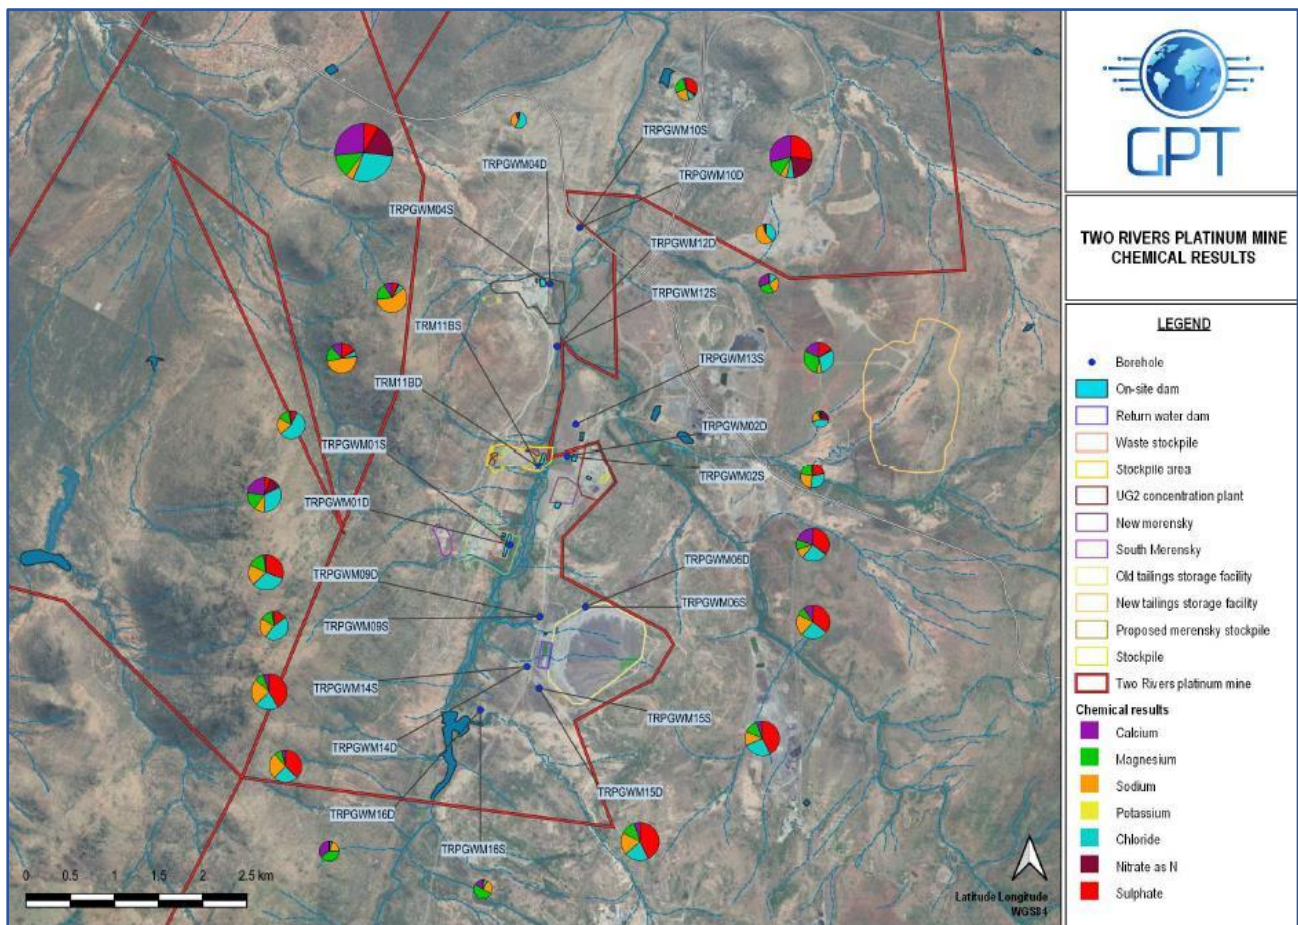 TRPGWM10S
TRPGWM04D
TRPGWM10D
TRPGWM04S
TRPGWM12D
TRPGWM12S
TRM11BS
TRPGWM13S
TRM11BD
TRPGWM02D
TRPGWM01S
TRPGWM02S
TRPGWM01D
TRPGWM06D
TRPGWM09D
TRPGWM06S
TRPGWM09S
TRPGWM14S
TRPGWM15S
TRPGWM14D
TRPGWM15D
TRPGWM16D
TRPGWM16S
0 0.5 1 1.5 2 2.5 km
Latitude Longitude
WGS84
GPT
TWO RIVERS PLATINUM MINE
CHEMICAL RESULTS
LEGEND
Borehole
On-site dam
Return water dam
Waste stockpile
Stockpile area
UG2 concentration plant
New merensky
South Merensky
Old tailings storage facility
New tailings storage facility
Proposed merensky stockpile
Stockpile
Two Rivers platinum mine
Chemical results
Calcium
Magnesium
Sodium
Potassium
Chloride
Nitrate as N
Sulphate